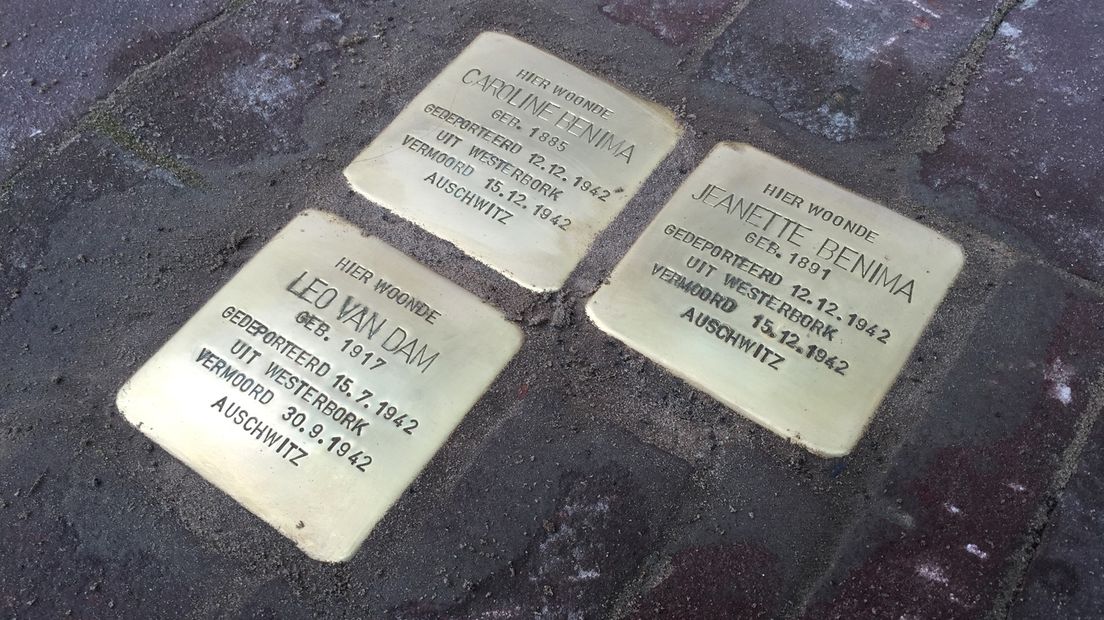 HIER WOONDE
CAROLINE BENIMA
GEB. 1885
GEDEPORTEERD 12.12.1942
UIT WESTERBORK
VERMOORD 15.12.1942
AUSCHWITZ
HIER WOONDE
JEANETTE BENIMA
GEB. 1891
GEDEPORTEERD 12.12.1942
UIT WESTERBORK
VERMOORD 15.12.1942
AUSCHWITZ
HIER WOONDE
LEO VAN DAM
GEB. 1917
GEDEPORTEERD 15.7.1942
UIT WESTERBORK
VERMOORD 30.9.1942
AUSCHWITZ